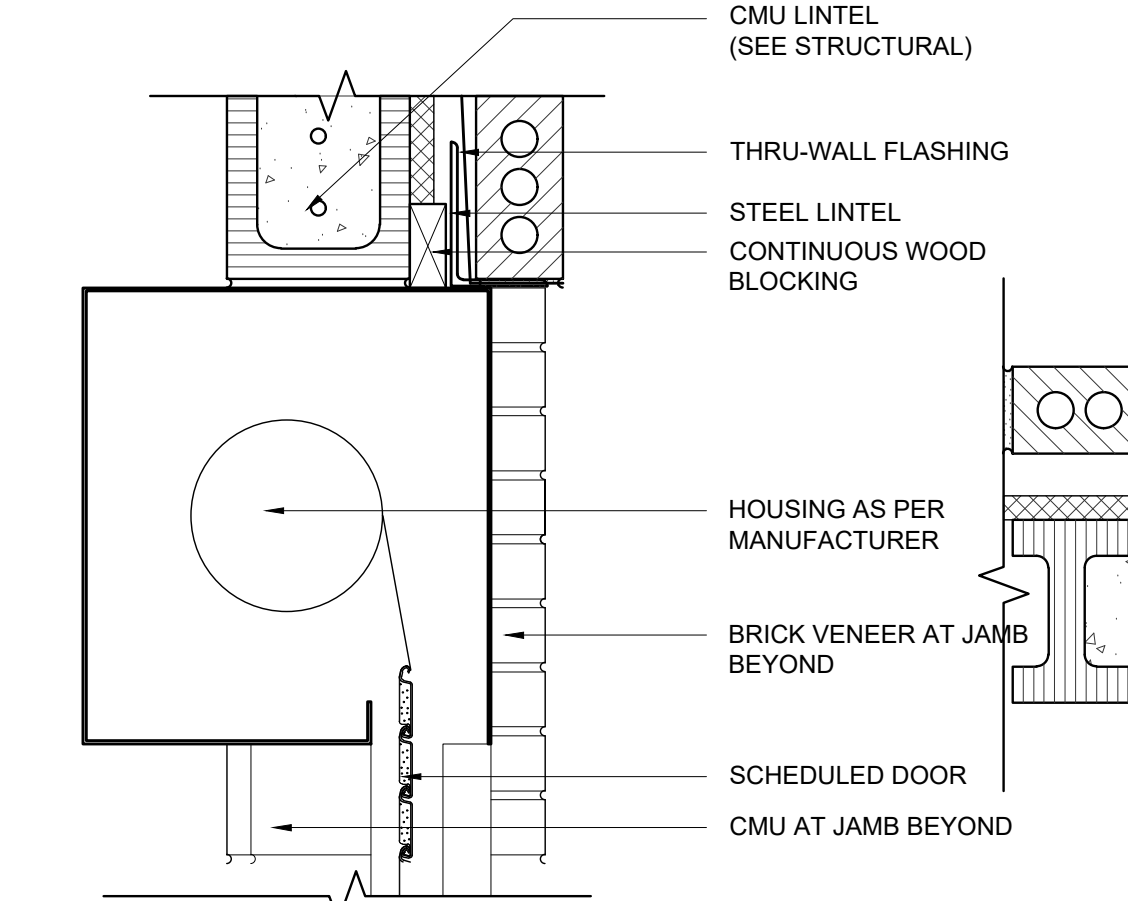 CMU LINTEL
(SEE STRUCTURAL)
THRU-WALL FLASHING
STEEL LINTEL
CONTINUOUS WOOD
BLOCKING
HOUSING AS PER
MANUFACTURER
BRICK VENEER AT JAMB
BEYOND
SCHEDULED DOOR
CMU AT JAMB BEYOND